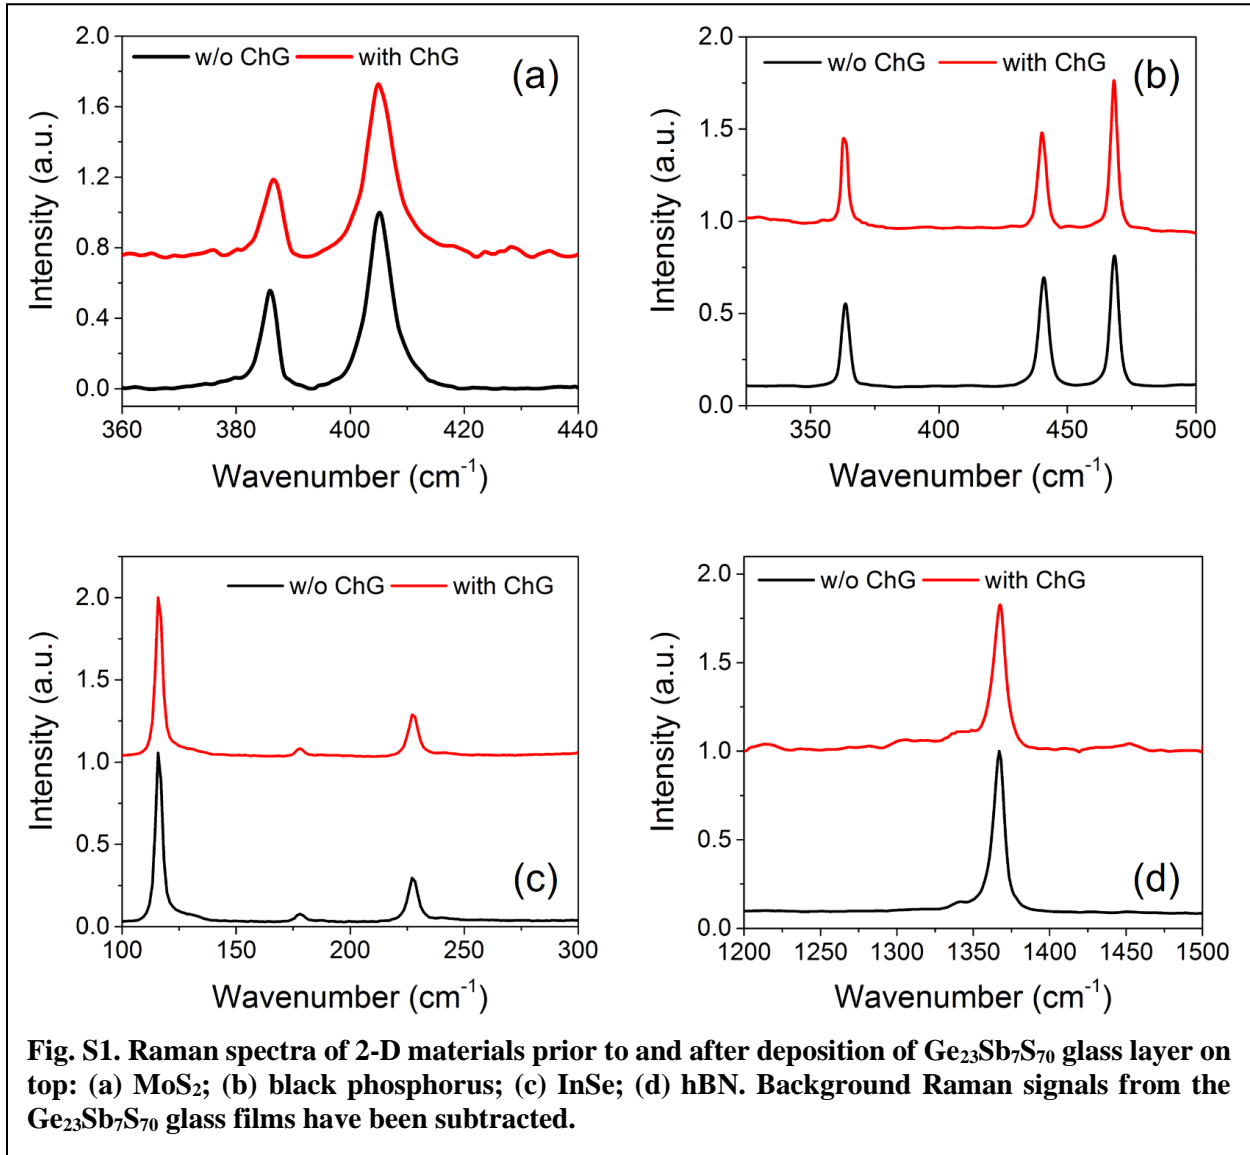 w/o ChG with ChG (a)
Intensity (a.u.)
2.0
1.6
1.2
0.8
0.4
0.0
360 380 400 420 440
Wavenumber (cm⁻¹)
w/o ChG with ChG (b)
Intensity (a.u.)
2.0
1.5
1.0
0.5
0.0
350 400 450 500
Wavenumber (cm⁻¹)
w/o ChG with ChG
(c)
Intensity (a.u.)
2.0
1.5
1.0
0.5
0.0
100 150 200 250 300
Wavenumber (cm⁻¹)
w/o ChG with ChG
(d)
Intensity (a.u.)
2.0
1.5
1.0
0.5
0.0
1200 1250 1300 1350 1400 1450 1500
Wavenumber (cm⁻¹)
Fig. S1. Raman spectra of 2-D materials prior to and after deposition of Ge₂₃Sb₇S₇₀ glass layer on
top: (a) MoS₂; (b) black phosphorus; (c) InSe; (d) hBN. Background Raman signals from the
Ge₂₃Sb₇S₇₀ glass films have been subtracted.